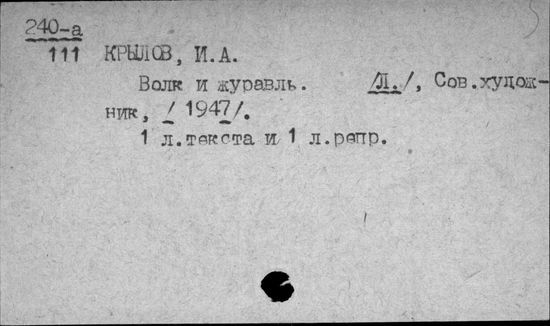 240-а
111 КРЫЛОВ, И.А.
Волк и журавль. /Л./, Сов.худож-
ник, / 1947/.
1 л.текста и 1 л.репр.